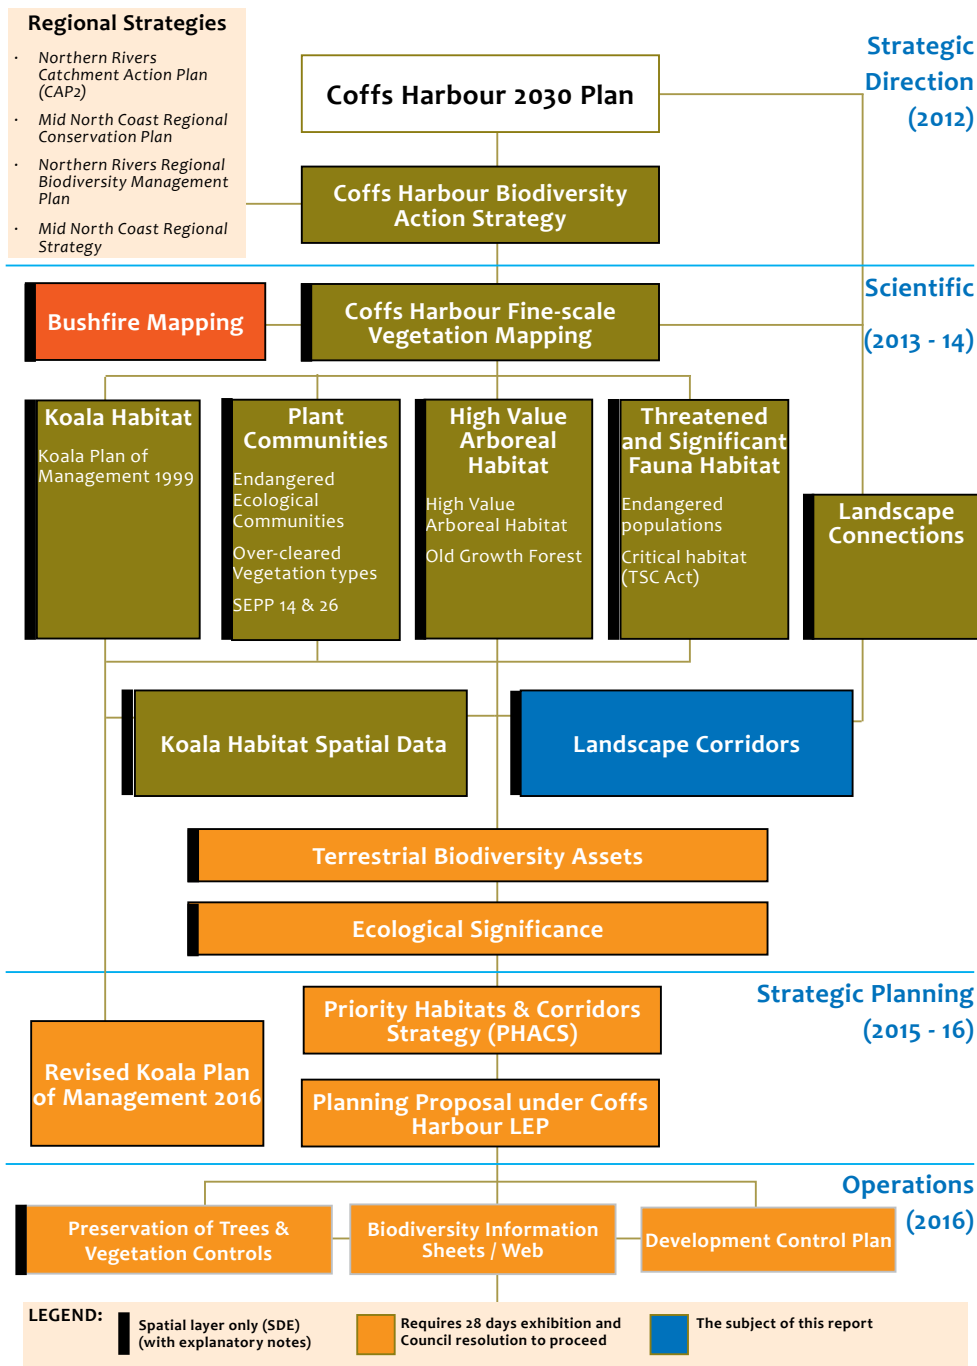 Regional Strategies
· Northern Rivers
Catchment Action Plan
(CAP2)
· Mid North Coast Regional
Conservation Plan
· Northern Rivers Regional
Biodiversity Management
Plan
· Mid North Coast Regional
Strategy
Coffs Harbour 2030 Plan
Strategic
Direction
(2012)
Coffs Harbour Biodiversity
Action Strategy
Scientific
(2013 - 14)
Bushfire Mapping
Coffs Harbour Fine-scale
Vegetation Mapping
Koala Habitat
Koala Plan of
Management 1999
Plant
Communities
Endangered
Ecological
Communities
Over-cleared
Vegetation types
SEPP 14 & 26
High Value
Arboreal
Habitat
High Value
Arboreal Habitat
Old Growth Forest
Threatened
and Significant
Fauna Habitat
Endangered
populations
Critical habitat
(TSC Act)
Landscape
Connections
Koala Habitat Spatial Data
Landscape Corridors
Terrestrial Biodiversity Assets
Ecological Significance
Strategic Planning
(2015 - 16)
Priority Habitats & Corridors
Strategy (PHACS)
Revised Koala Plan
of Management 2016
Planning Proposal under Coffs
Harbour LEP
Operations
(2016)
Preservation of Trees &
Vegetation Controls
Biodiversity Information
Sheets / Web
Development Control Plan
LEGEND:
Spatial layer only (SDE)
(with explanatory notes)
Requires 28 days exhibition and
Council resolution to proceed
The subject of this report